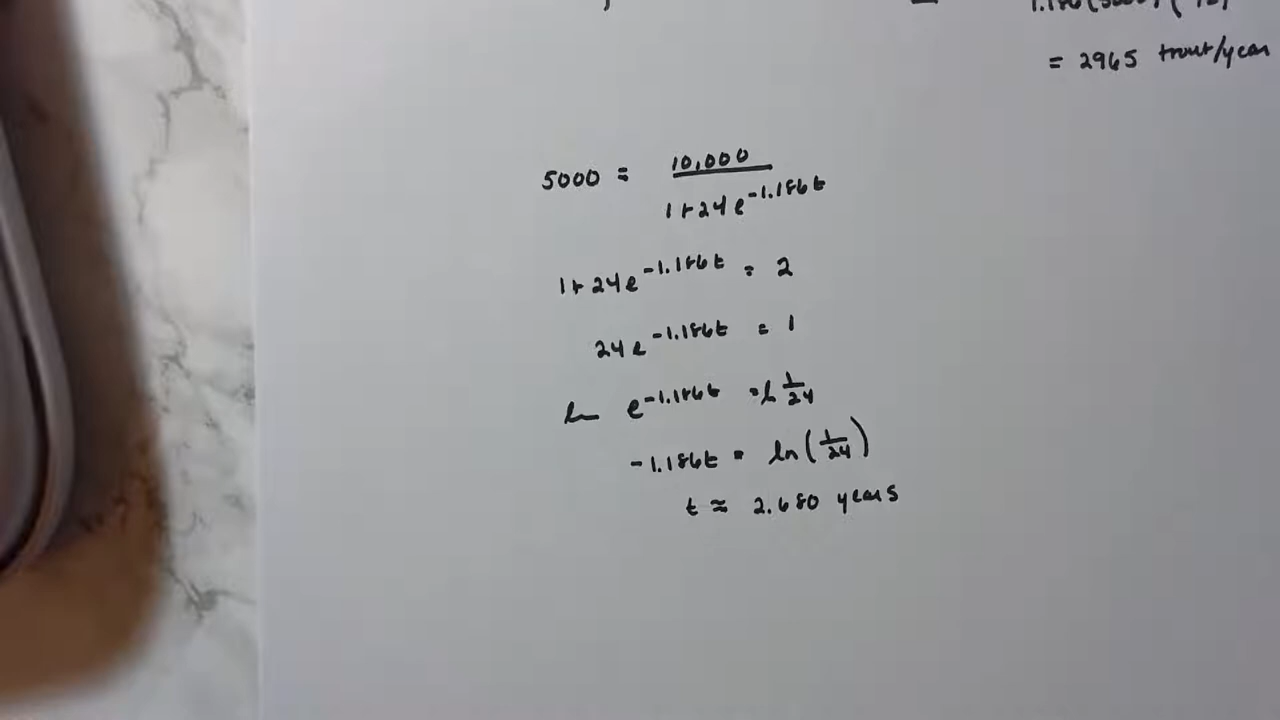 = 2965 trout/year
5000 = 10,000 / 1+24e^-1.186t
1+24e^-1.186t = 2
24e^-1.186t = 1
ln e^-1.186t = ln 1/24
-1.186t = ln(1/24)
t ≈ 2.680 years